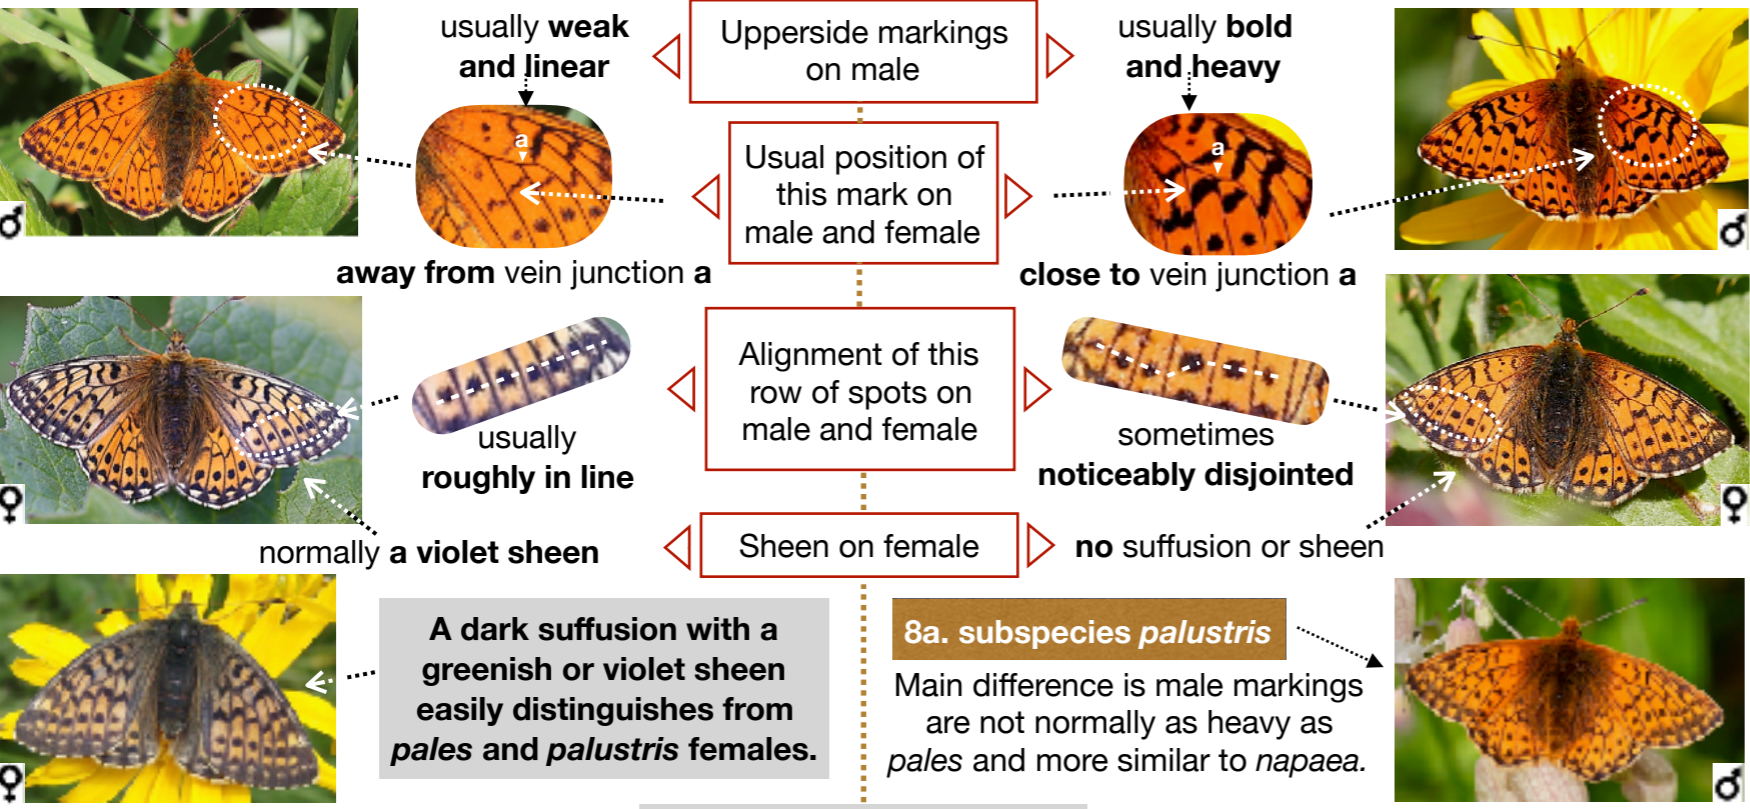 usually weak
and linear
Upperside markings
on male
usually bold
and heavy
a
Usual position of
this mark on
male and female
a
♂
♂
away from vein junction a
close to vein junction a
Alignment of this
row of spots on
male and female
usually
roughly in line
sometimes
noticeably disjointed
♀
♀
normally a violet sheen
Sheen on female
no suffusion or sheen
A dark suffusion with a
greenish or violet sheen
easily distinguishes from
pales and palustris females.
8a. subspecies palustris
Main difference is male markings
are not normally as heavy as
pales and more similar to napaea.
♀
♂